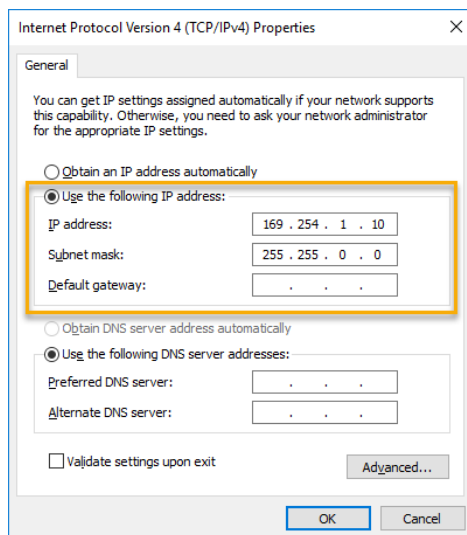 Internet Protocol Version 4 (TCP/IPv4) Properties
General
You can get IP settings assigned automatically if your network supports
this capability. Otherwise, you need to ask your network administrator
for the appropriate IP settings.
Obtain an IP address automatically
Use the following IP address:
IP address: 169 . 254 . 1 . 10
Subnet mask: 255 . 255 . 0 . 0
Default gateway: . . .
Obtain DNS server address automatically
Use the following DNS server addresses:
Preferred DNS server: . . .
Alternate DNS server: . . .
Validate settings upon exit
Advanced...
OK Cancel